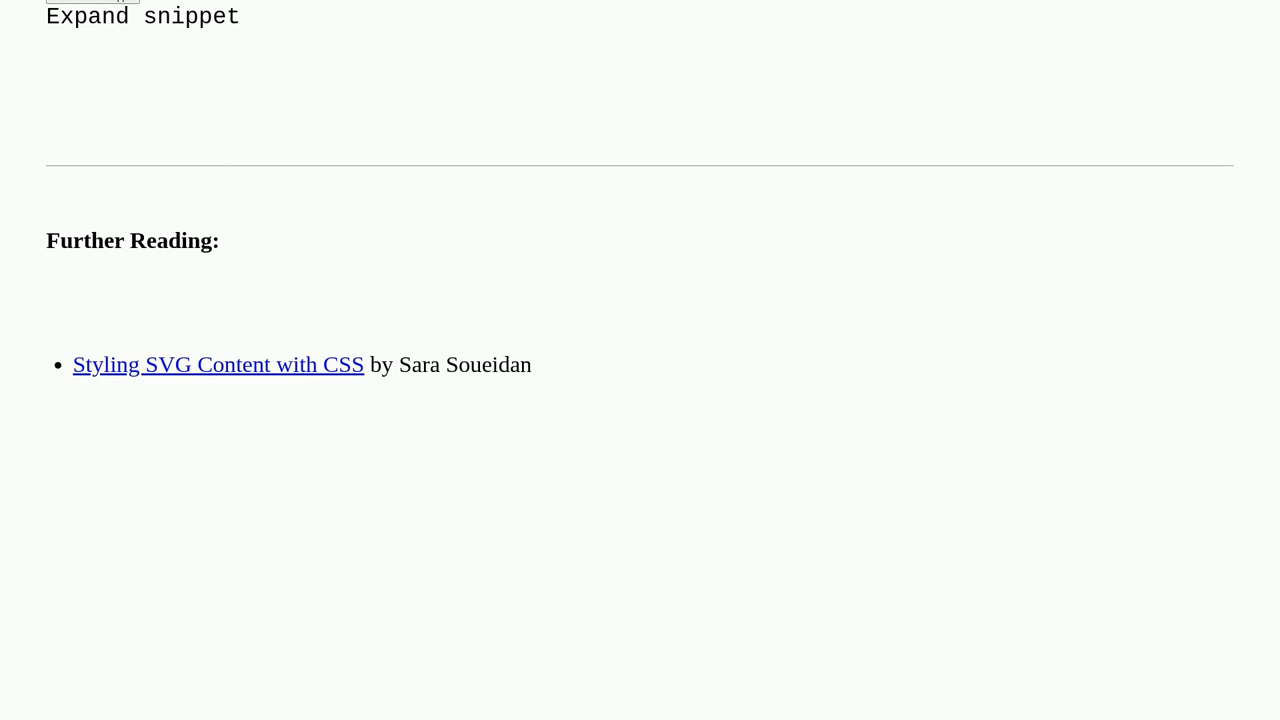 Expand snippet
Further Reading:
• Styling SVG Content with CSS by Sara Soueidan